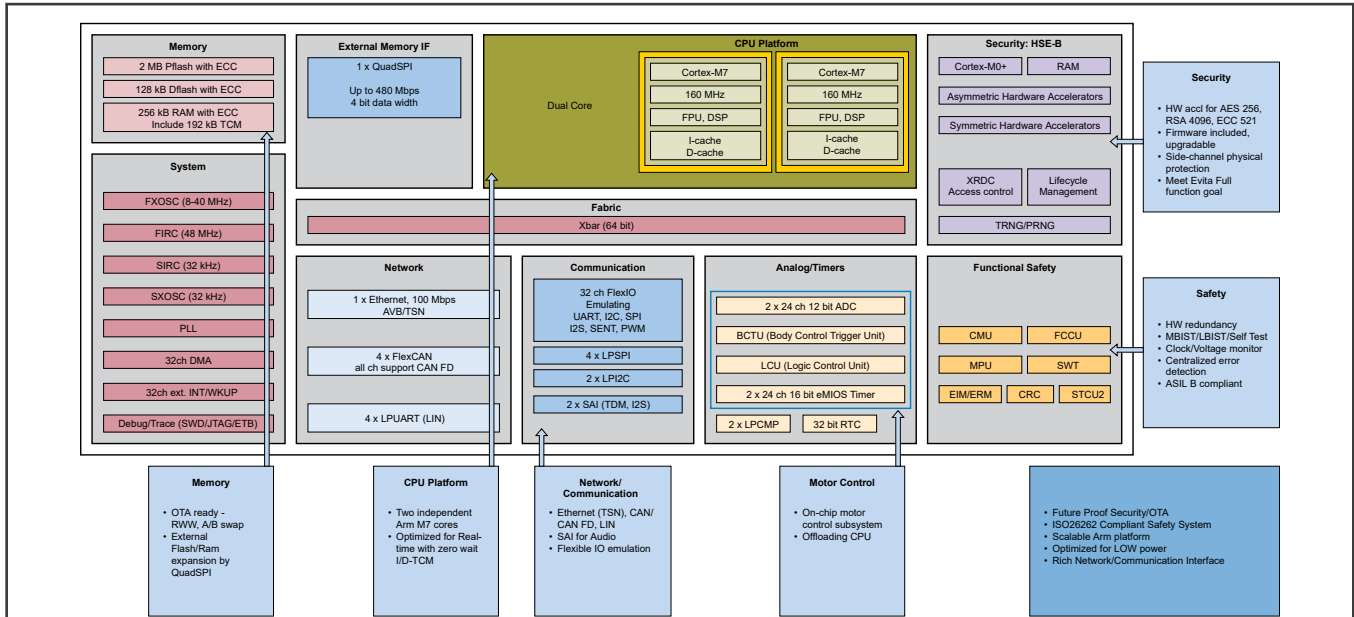 Memory
2 MB Pflash with ECC
128 kB Dflash with ECC
256 kB RAM with ECC
Include 192 kB TCM
System
FXOSC (8-40 MHz)
FIRC (48 MHz)
SIRC (32 kHz)
SXOSC (32 kHz)
PLL
32ch DMA
32ch ext. INT/WKUP
Debug/Trace (SWD/JTAG/ETB)
External Memory IF
1 x QuadSPI
Up to 480 Mbps
4 bit data width
CPU Platform
Dual Core
Cortex-M7
160 MHz
FPU, DSP
I-cache
D-cache
Cortex-M7
160 MHz
FPU, DSP
I-cache
D-cache
Fabric
Xbar (64 bit)
Network
1 x Ethernet, 100 Mbps
AVB/TSN
4 x FlexCAN
all ch support CAN FD
4 x LPUART (LIN)
Communication
32 ch FlexIO
Emulating
UART, I2C, SPI
I2S, SENT, PWM
4 x LPSPI
2 x LPI2C
2 x SAI (TDM, I2S)
Analog/Timers
2 x 24 ch 12 bit ADC
BCTU (Body Control Trigger Unit)
LCU (Logic Control Unit)
2 x 24 ch 16 bit eMIOS Timer
2 x LPCMP
32 bit RTC
Security: HSE-B
Cortex-M0+
RAM
Asymmetric Hardware Accelerators
Symmetric Hardware Accelerators
XRDC
Access control
Lifecycle
Management
TRNG/PRNG
Functional Safety
CMU
FCCU
MPU
SWT
EIM/ERM
CRC
STCU2
Security
• HW accl for AES 256,
RSA 4096, ECC 521
• Firmware included,
upgradable
• Side-channel physical
protection
• Meet Evita Full
function goal
Safety
• HW redundancy
• MBIST/LBIST/Self Test
• Clock/Voltage monitor
• Centralized error
detection
• ASIL B compliant
Memory
• OTA ready -
RWW, A/B swap
• External
Flash/Ram
expansion by
QuadSPI
CPU Platform
• Two independent
Arm M7 cores
• Optimized for Real-
time with zero wait
I/D-TCM
Network/
Communication
• Ethernet (TSN), CAN/
CAN FD, LIN
• SAI for Audio
• Flexible IO emulation
Motor Control
• On-chip motor
control subsystem
• Offloading CPU
• Future Proof Security/OTA
• ISO26262 Compliant Safety System
• Scalable Arm platform
• Optimized for LOW power
• Rich Network/Communication Interface